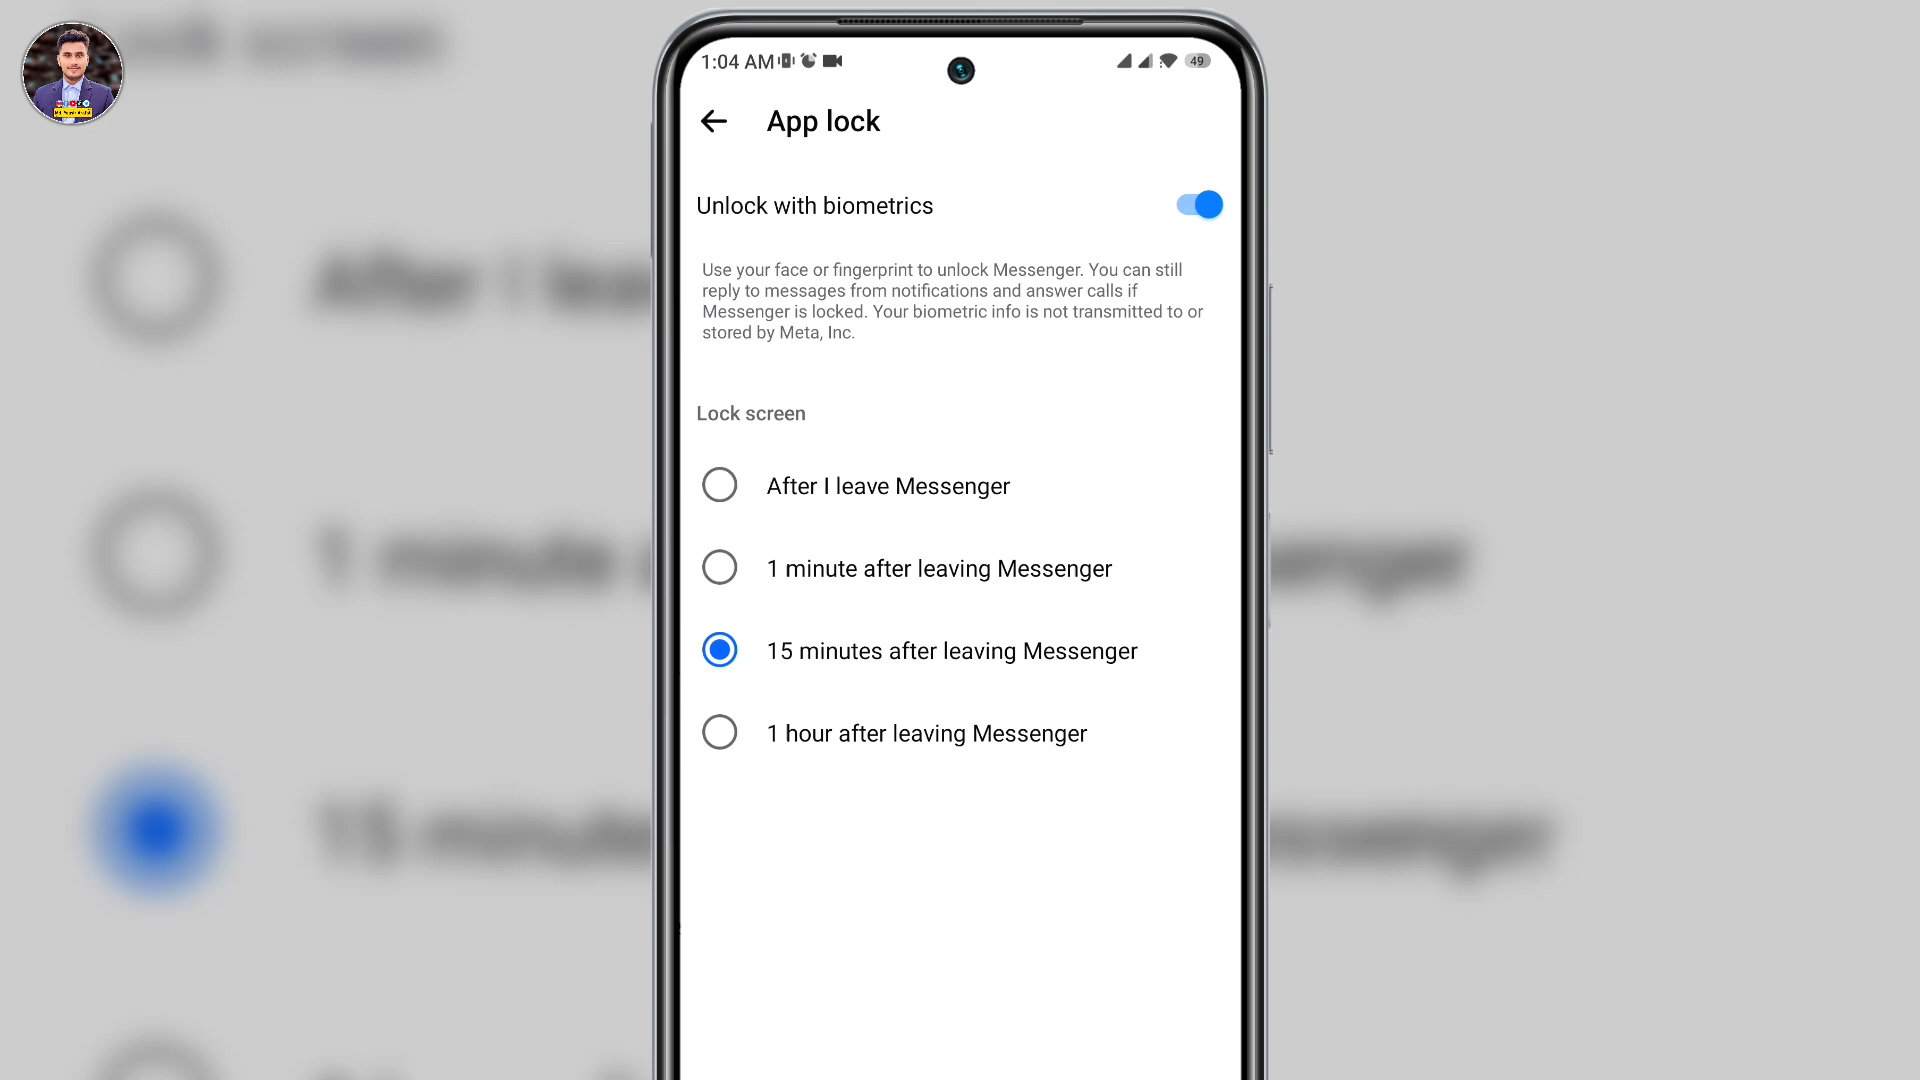 1:04 AM
49
App lock
Unlock with biometrics
Use your face or fingerprint to unlock Messenger. You can still
reply to messages from notifications and answer calls if
Messenger is locked. Your biometric info is not transmitted to or
stored by Meta, Inc.
Lock screen
After I leave Messenger
1 minute after leaving Messenger
15 minutes after leaving Messenger
1 hour after leaving Messenger